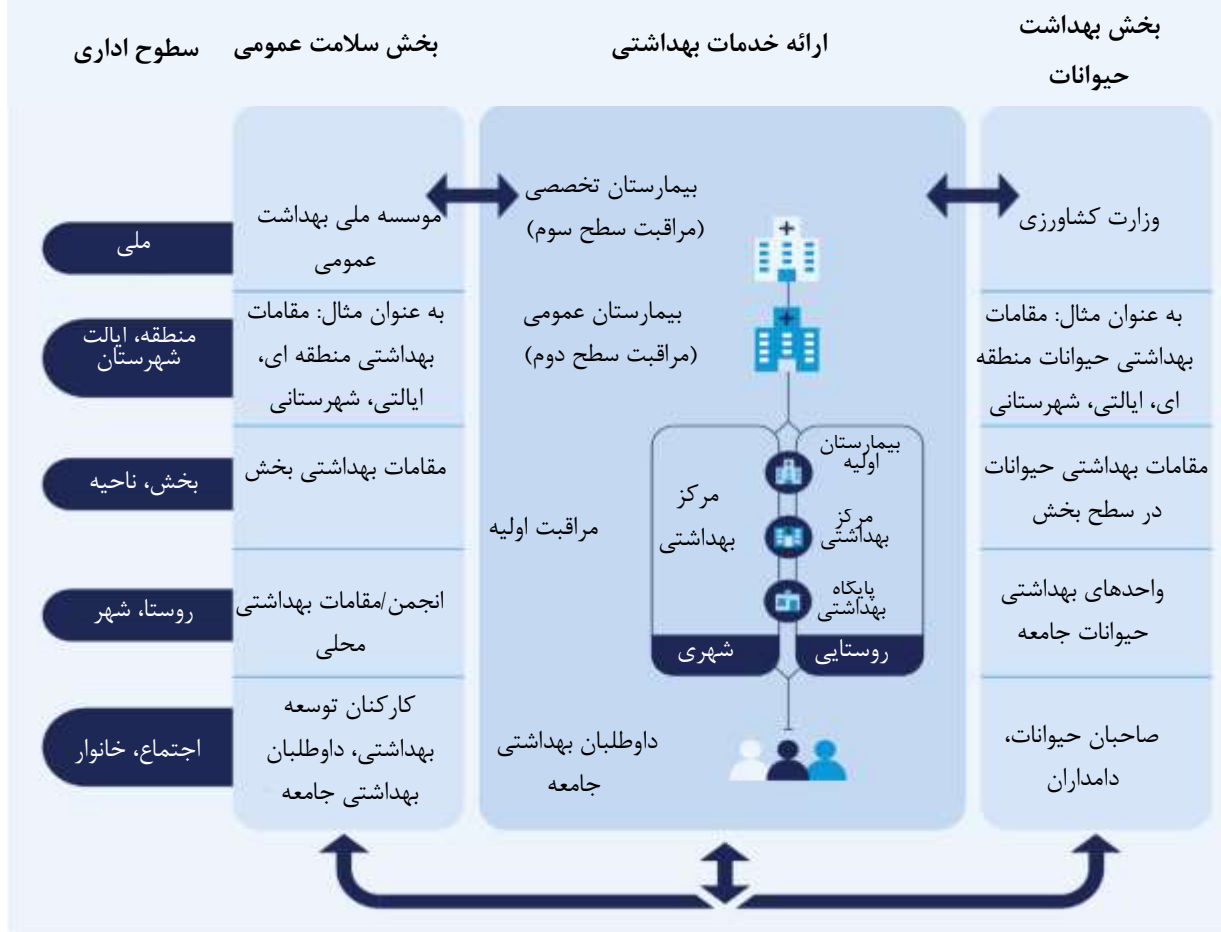 بخش بهداشت
حیوانات
ارائه خدمات بهداشتی
بخش سلامت عمومی
سطوح اداری
وزارت کشاورزی
بیمارستان تخصصی
(مراقبت سطح سوم)
موسسه ملی بهداشت
عمومی
ملی
به عنوان مثال: مقامات
بهداشتی حیوانات منطقه
ای، ایالتی، شهرستانی
بیمارستان عمومی
(مراقبت سطح دوم)
به عنوان مثال: مقامات
بهداشتی منطقه ای،
ایالتی، شهرستانی
منطقه، ایالت
شهرستان
مقامات بهداشتی حیوانات
در سطح بخش
بیمارستان
اولیه
مرکز
بهداشتی
پایگاه
بهداشتی
روستایی
مرکز
بهداشتی
شهری
مراقبت اولیه
مقامات بهداشتی بخش
بخش، ناحیه
واحدهای بهداشتی
حیوانات جامعه
انجمن/مقامات بهداشتی
محلی
روستا، شهر
صاحبان حیوانات،
دامداران
داوطلبان بهداشتی
جامعه
کارکنان توسعه
بهداشتی، داوطلبان
بهداشتی جامعه
اجتماع، خانوار